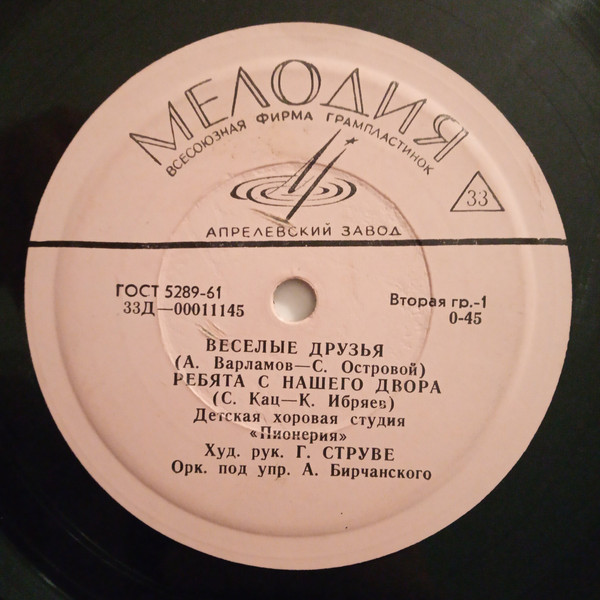 МЕЛОДИЯ
ВСЕСОЮЗНАЯ ФИРМА ГРАМПЛАСТИНОК
33
АПРЕЛЕВСКИЙ ЗАВОД
ГОСТ 5289-61
Вторая гр.-1
33Д—00011145
0-45
ВЕСЕЛЫЕ ДРУЗЬЯ
(А. Варламов—С. Островой)
РЕБЯТА С НАШЕГО ДВОРА
(С. Кац—К. Ибряев)
Детская хоровая студия
«Пионерия»
Худ. рук. Г. СТРУВЕ
Орк. под упр. А. Бирчанского